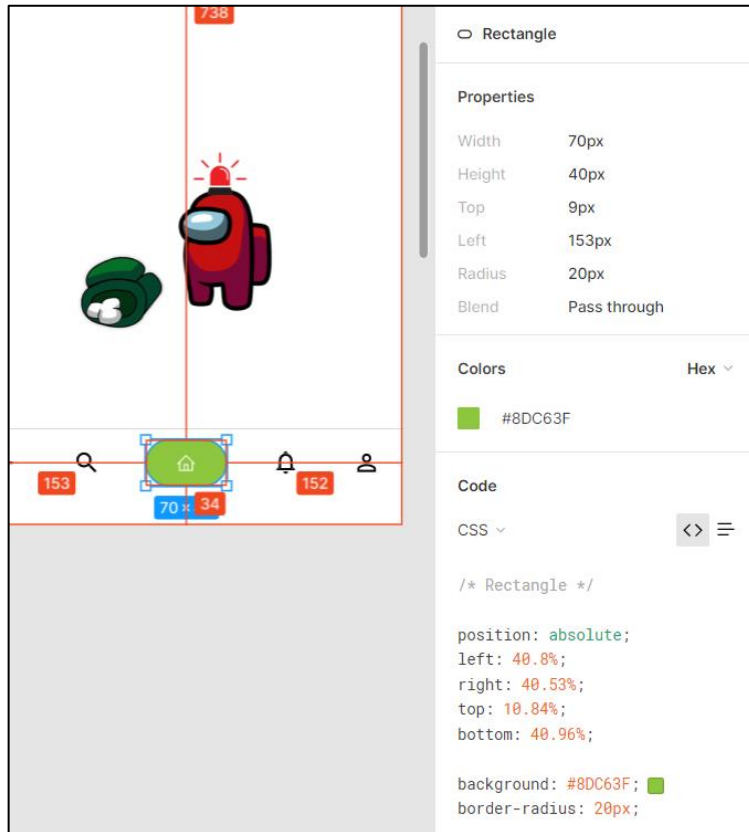 738
153
152
70 × 34
Rectangle
Properties
Width 70px
Height 40px
Top 9px
Left 153px
Radius 20px
Blend Pass through
Colors Hex
#8DC63F
Code
CSS
/* Rectangle */
position: absolute;
left: 40.8%;
right: 40.53%;
top: 10.84%;
bottom: 40.96%;
background: #8DC63F;
border-radius: 20px;